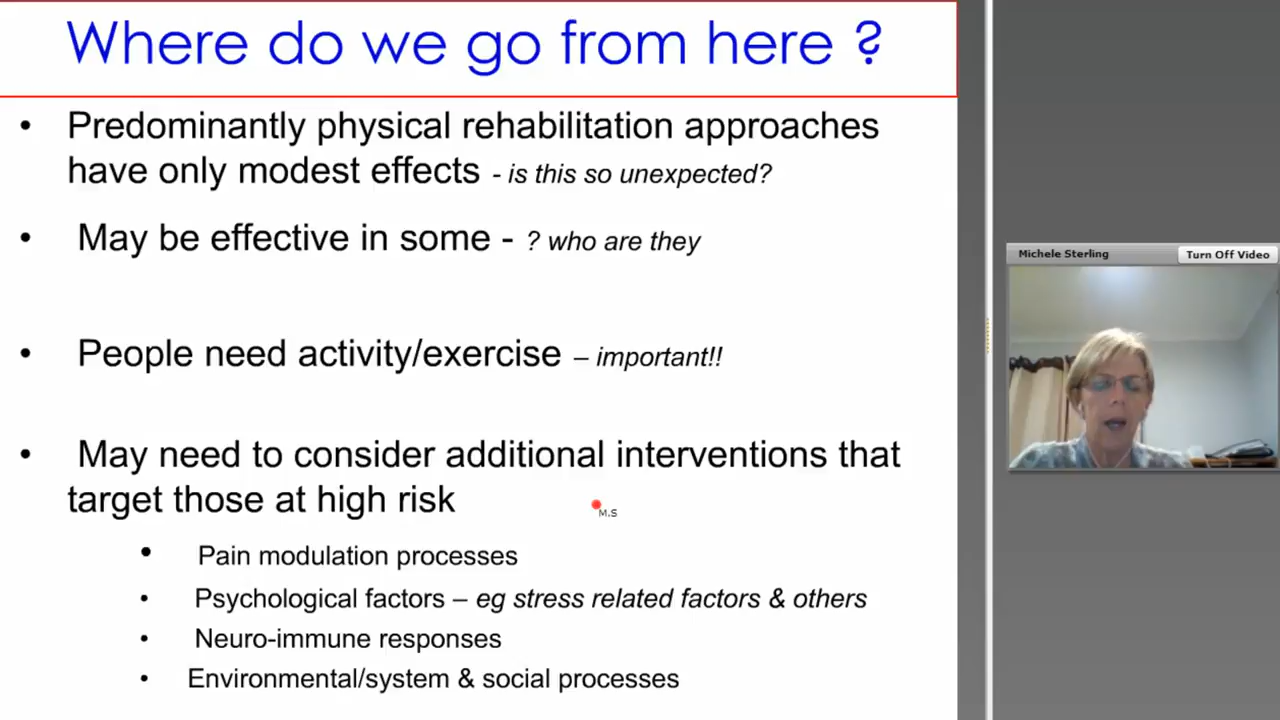 Where do we go from here ?
• Predominantly physical rehabilitation approaches
have only modest effects - is this so unexpected?
• May be effective in some - ? who are they
• People need activity/exercise – important!!
• May need to consider additional interventions that
target those at high risk
M.S
• Pain modulation processes
• Psychological factors – eg stress related factors & others
• Neuro-immune responses
• Environmental/system & social processes
Michele Sterling
Turn Off Video